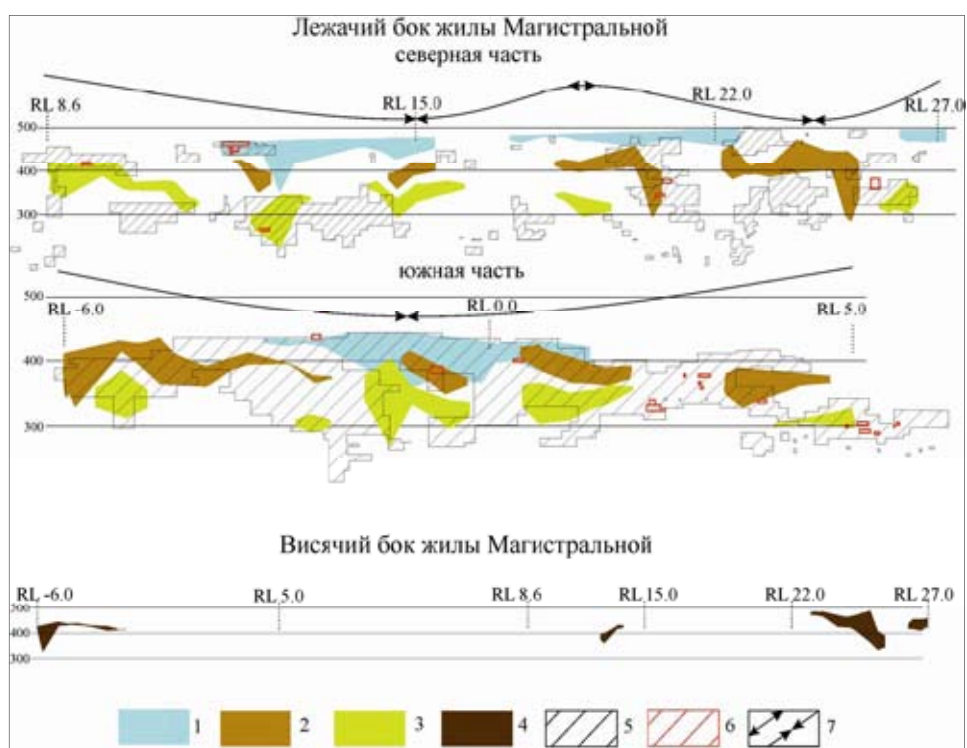 Лежачий бок жилы Магистральной
северная часть
RL 8.6 RL 15.0 RL 22.0 RL 27.0
500
400
300
южная часть
500
RL -6.0 RL 0.0 RL 5.0
400
300
Висячий бок жилы Магистральной
RL -6.0 RL 5.0 RL 8.6 RL 15.0 RL 22.0 RL 27.0
500
400
300
1 2 3 4 5 6 7